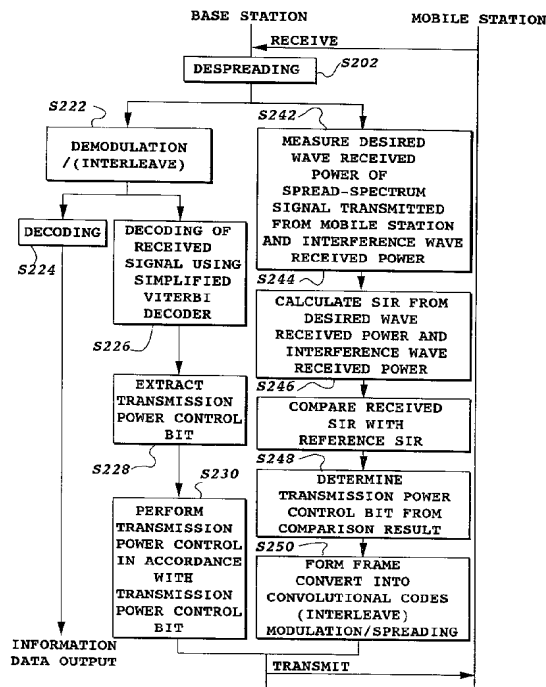 BASE STATION
MOBILE STATION
RECEIVE
DESPREADING
S202
S222
DEMODULATION
/(INTERLEAVE)
DECODING
S224
DECODING OF
RECEIVED
SIGNAL USING
SIMPLIFIED
VITERBI
DECODER
S226
EXTRACT
TRANSMISSION
POWER CONTROL
BIT
S228
S230
PERFORM
TRANSMISSION
POWER CONTROL
IN ACCORDANCE
WITH
TRANSMISSION
POWER CONTROL
BIT
INFORMATION
DATA OUTPUT
S242
MEASURE DESIRED
WAVE RECEIVED
POWER OF
SPREAD-SPECTRUM
SIGNAL TRANSMITTED
FROM MOBILE STATION
AND INTERFERENCE WAVE
RECEIVED POWER
S244
CALCULATE SIR FROM
DESIRED WAVE
RECEIVED POWER AND
INTERFERENCE WAVE
RECEIVED POWER
S246
COMPARE RECEIVED
SIR WITH
REFERENCE SIR
S248
DETERMINE
TRANSMISSION POWER
CONTROL BIT FROM
COMPARISON RESULT
S250
FORM FRAME
CONVERT INTO
CONVOLUTIONAL CODES
(INTERLEAVE)
MODULATION/SPREADING
TRANSMIT